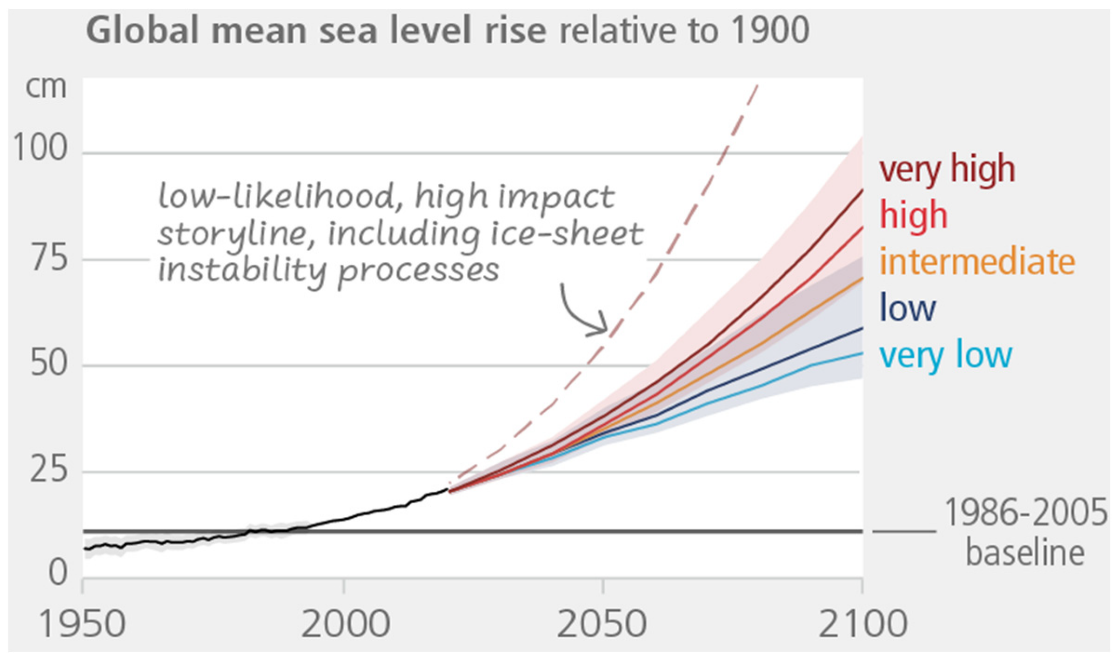 Global mean sea level rise relative to 1900
cm
100
75
50
25
0
low-likelihood, high impact
storyline, including ice-sheet
instability processes
very high
high
intermediate
low
very low
1986-2005
baseline
1950 2000 2050 2100